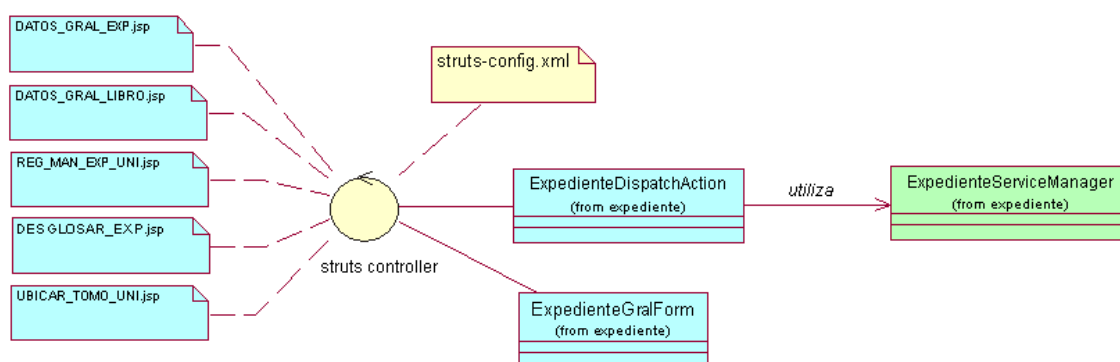 DATOS_GRAL_EXP.jsp
struts-config.xml
DATOS_GRAL_LIBRO.jsp
REG_MAN_EXP_UNI.jsp
ExpedienteDispatchAction
(from expediente)
utiliza
ExpedienteServiceManager
(from expediente)
DESGLOSAR_EXP.jsp
struts controller
UBICAR_TOMO_UNI.jsp
ExpedienteGralForm
(from expediente)